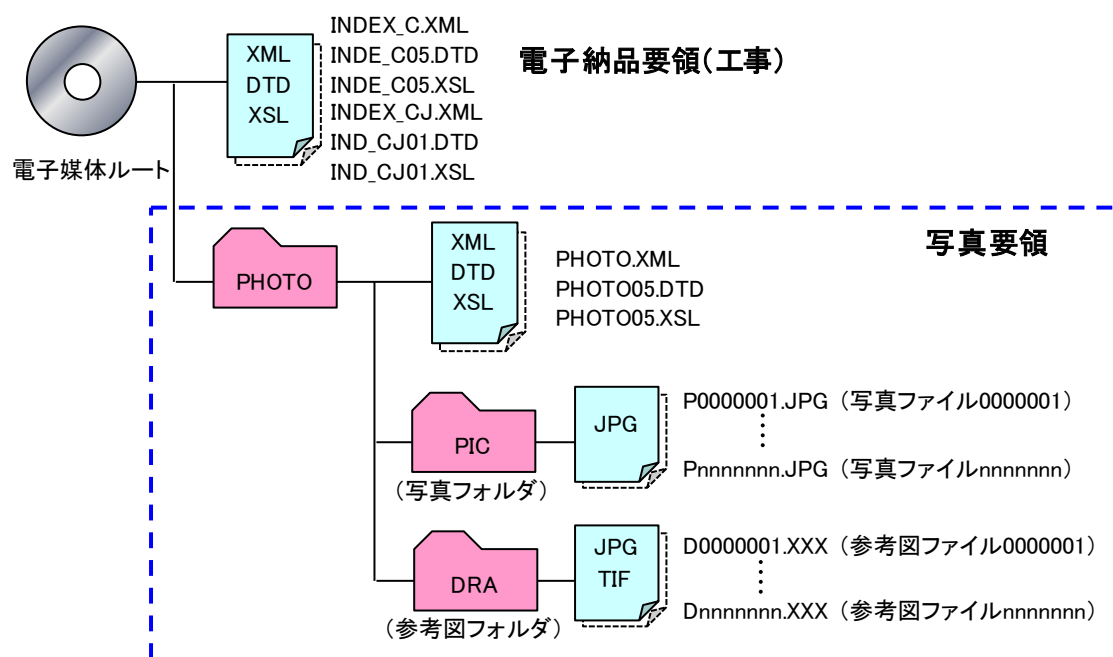 INDEX_C.XML
INDE_C05.DTD
INDE_C05.XSL
INDEX_CJ.XML
IND_CJ01.DTD
IND_CJ01.XSL
XML
DTD
XSL
電子納品要領(工事)
電子媒体ルート
写真要領
PHOTO
XML
DTD
XSL
PHOTO.XML
PHOTO05.DTD
PHOTO05.XSL
PIC
(写真フォルダ)
JPG
P0000001.JPG (写真ファイル0000001)
Pnnnnnnn.JPG (写真ファイルnnnnnnn)
DRA
(参考図フォルダ)
JPG
TIF
D0000001.XXX (参考図ファイル0000001)
Dnnnnnnn.XXX (参考図ファイルnnnnnnn)